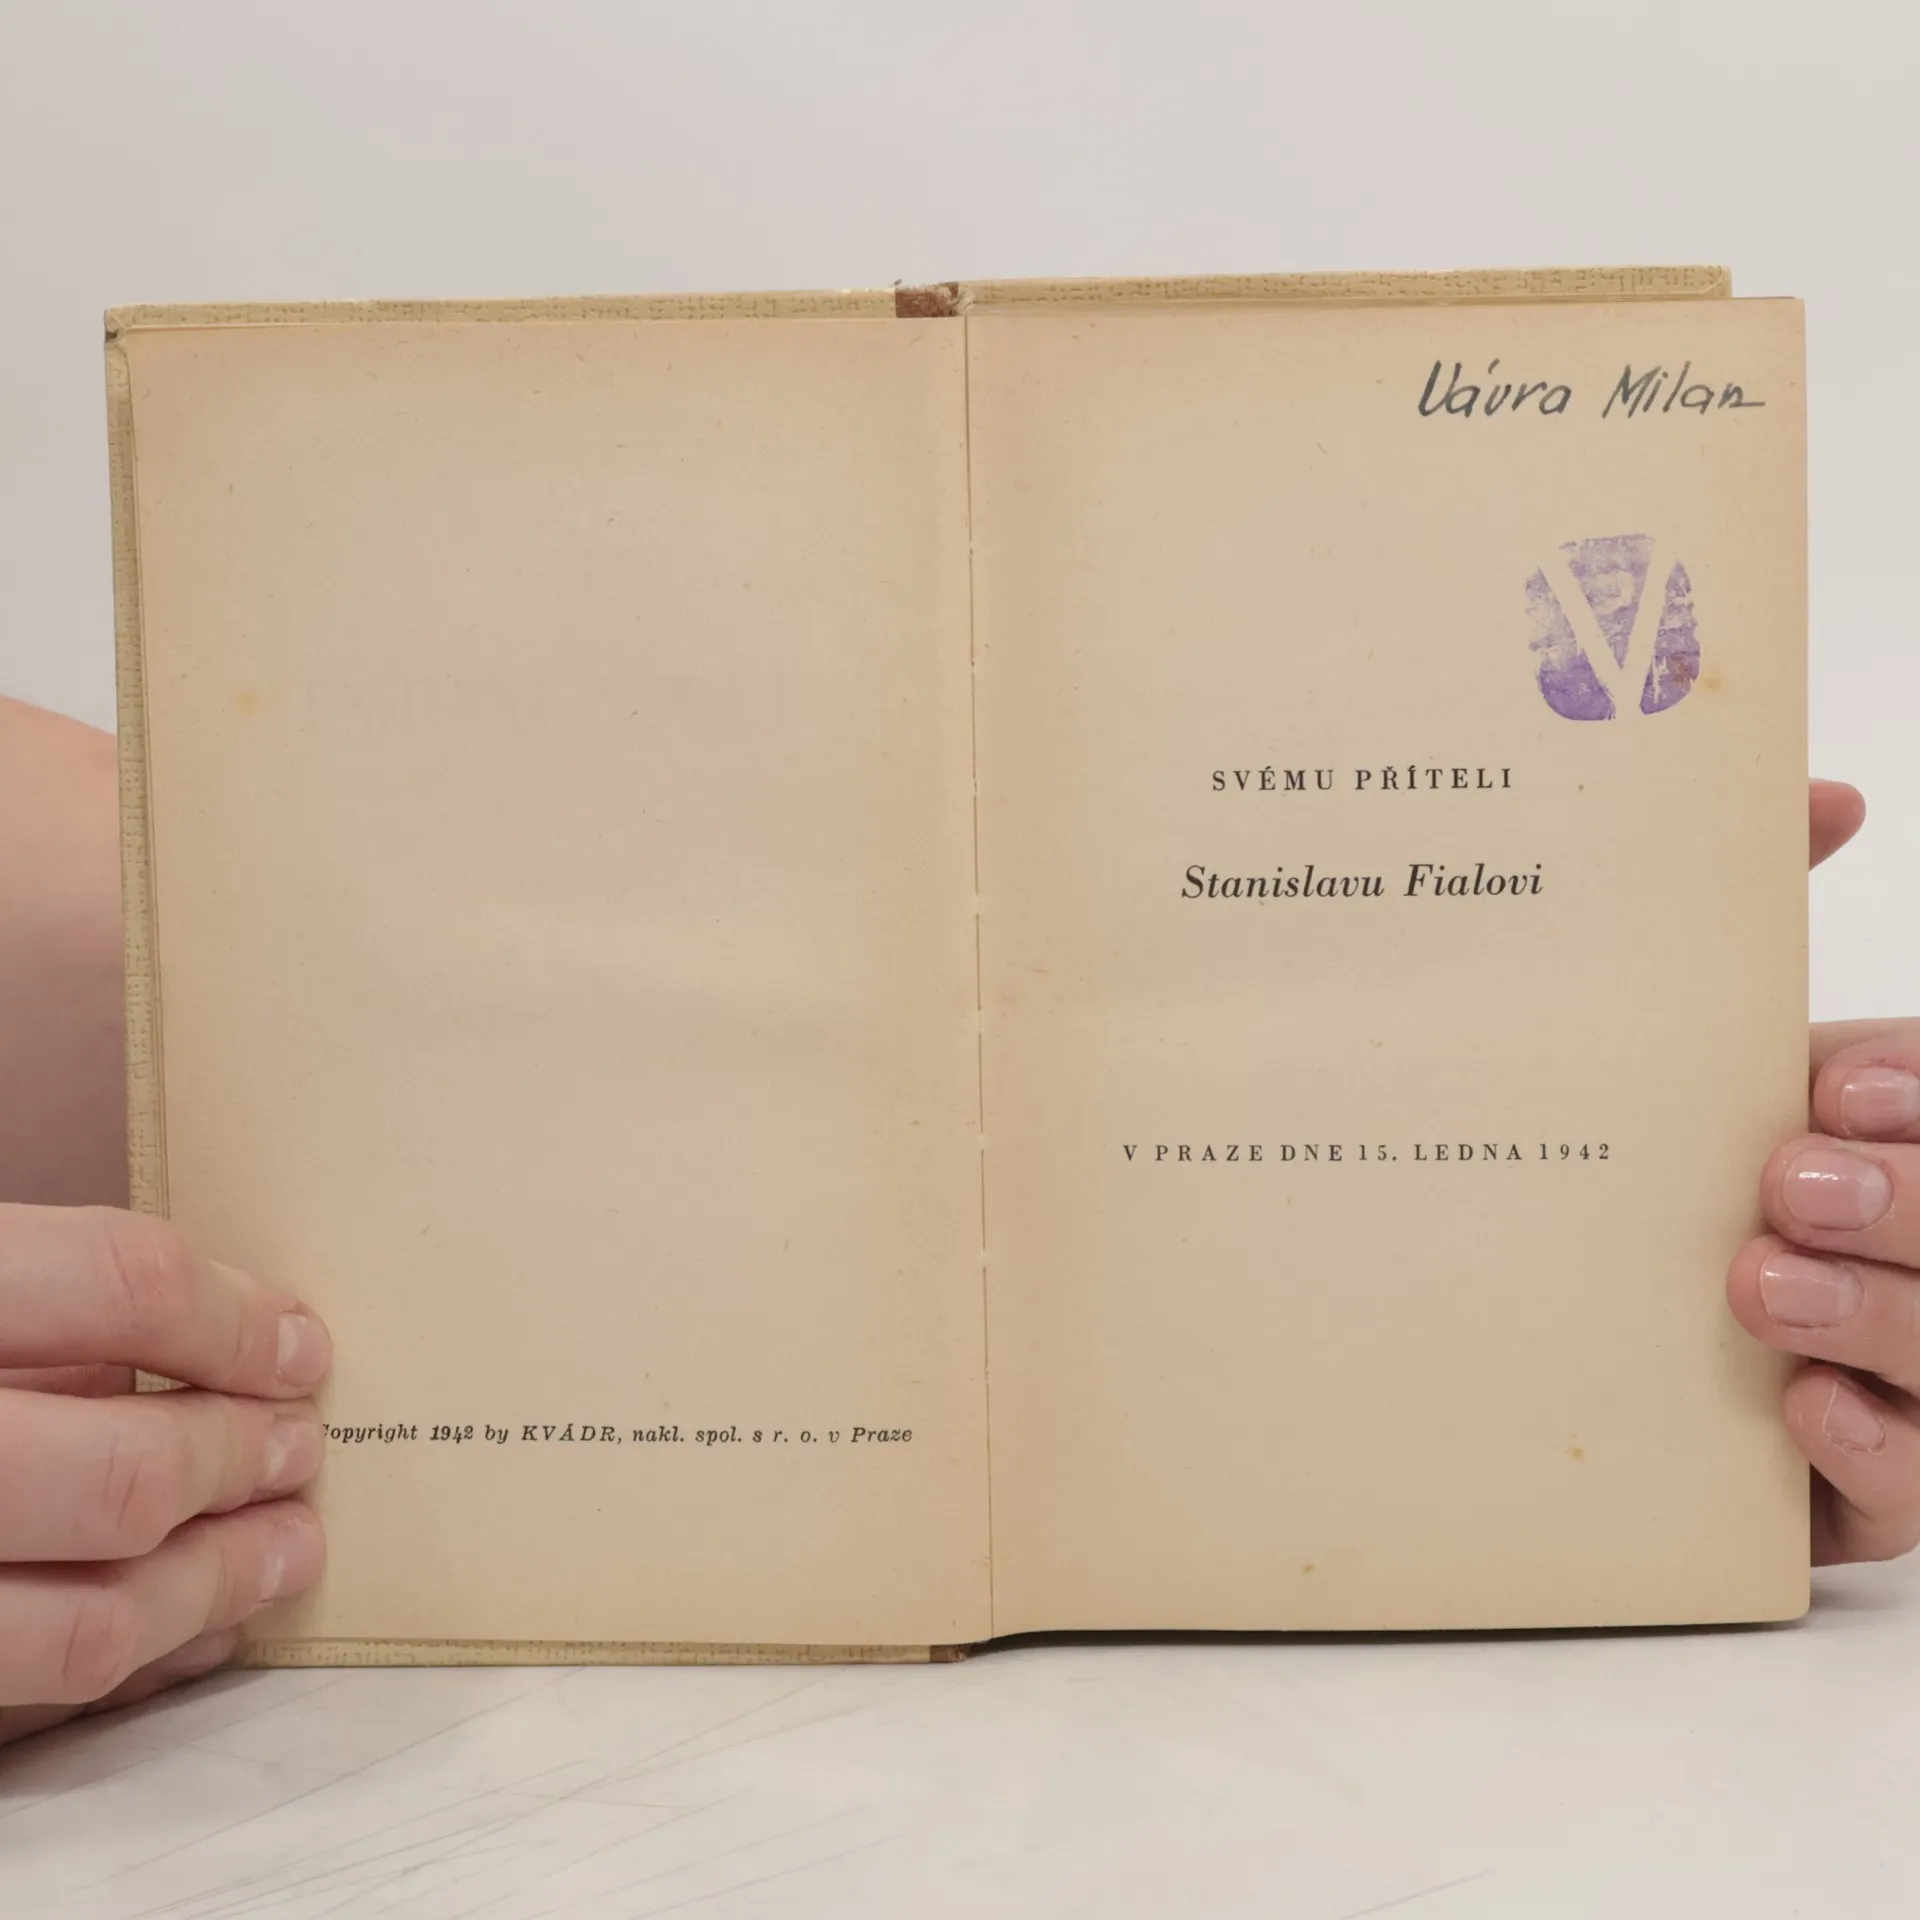 Copyright 1942 by KVÁDR, nakl. spol. s r. o. v Praze
Vávra Milan
V
SVÉMU PŘÍTELI
Stanislavu Fialovi
V PRAZE DNE 15. LEDNA 1942